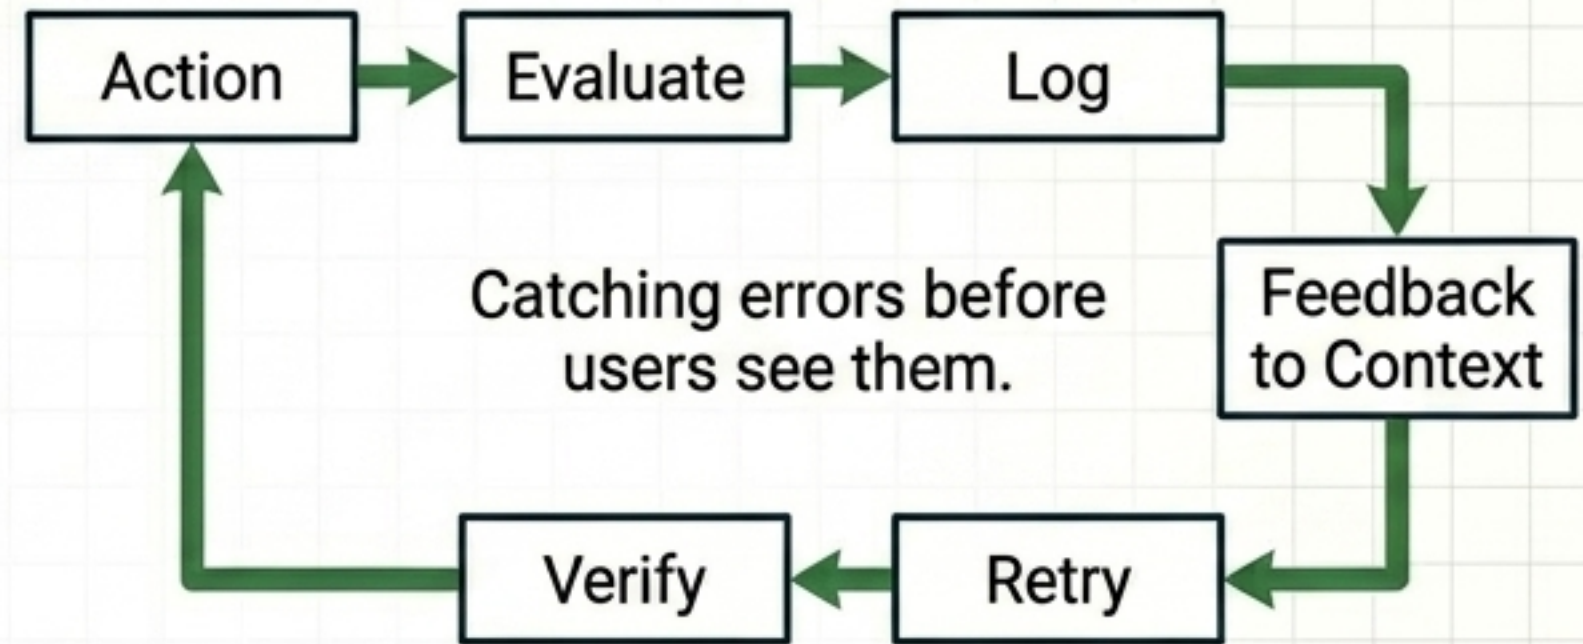 Action
Evaluate
Log
Catching errors before
users see them.
Feedback
to Context
Verify
Retry